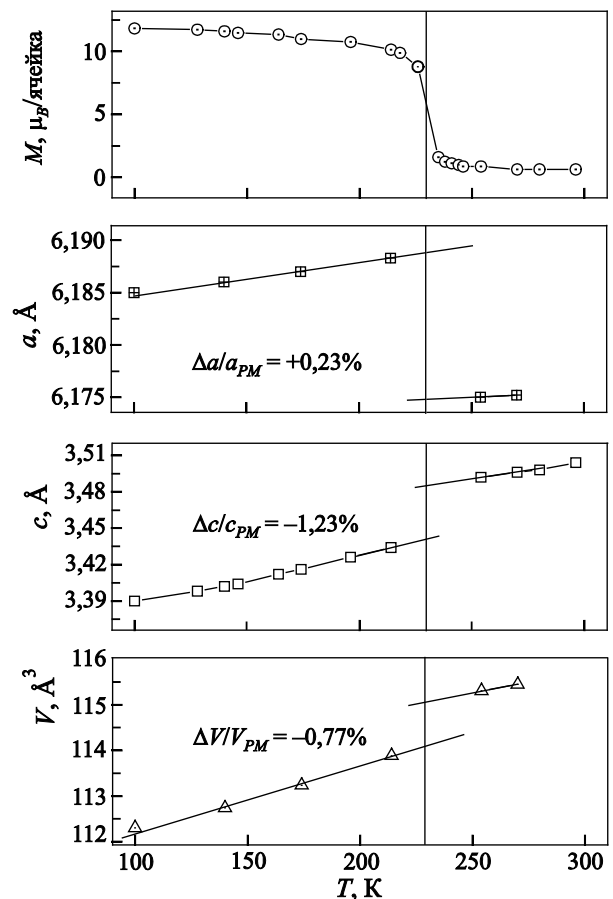 M, μB/ячейка
10
5
0
a, Å
6,190
6,185
6,180
6,175
Δa/aPM = +0,23%
c, Å
3,51
3,48
3,45
3,42
3,39
Δc/cPM = –1,23%
V, Å3
116
115
114
113
112
ΔV/VPM = –0,77%
100
150
200
250
300
T, К